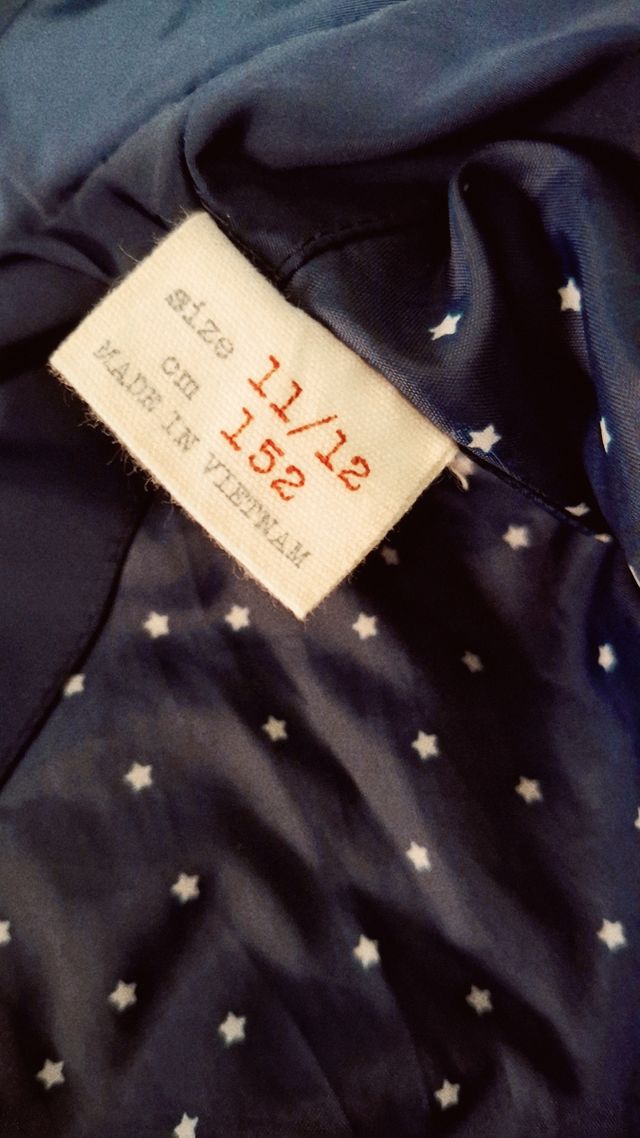 size 11/12
cm 152
MADE IN VIETNAM